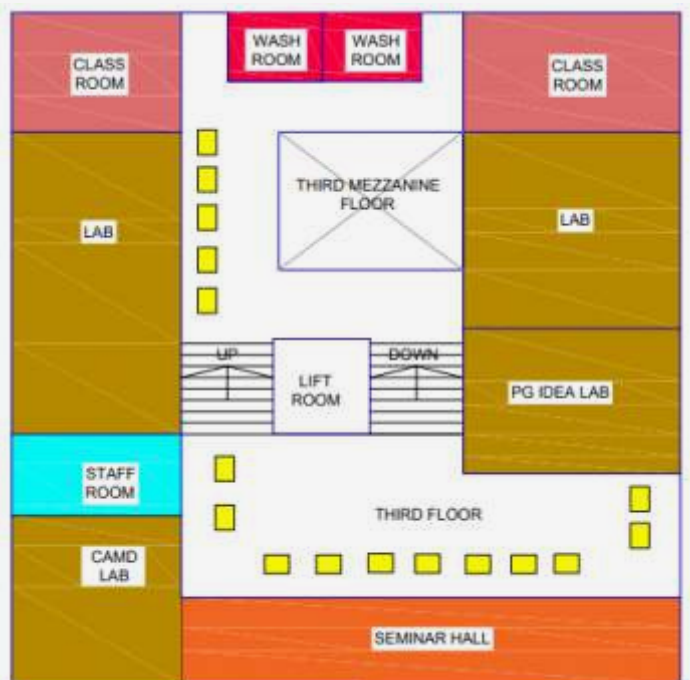 WASH
ROOM
WASH
ROOM
CLASS
ROOM
CLASS
ROOM
THIRD MEZZANINE
FLOOR
LAB
LAB
UP
DOWN
LIFT
ROOM
PG IDEA LAB
STAFF
ROOM
THIRD FLOOR
CAMD
LAB
SEMINAR HALL